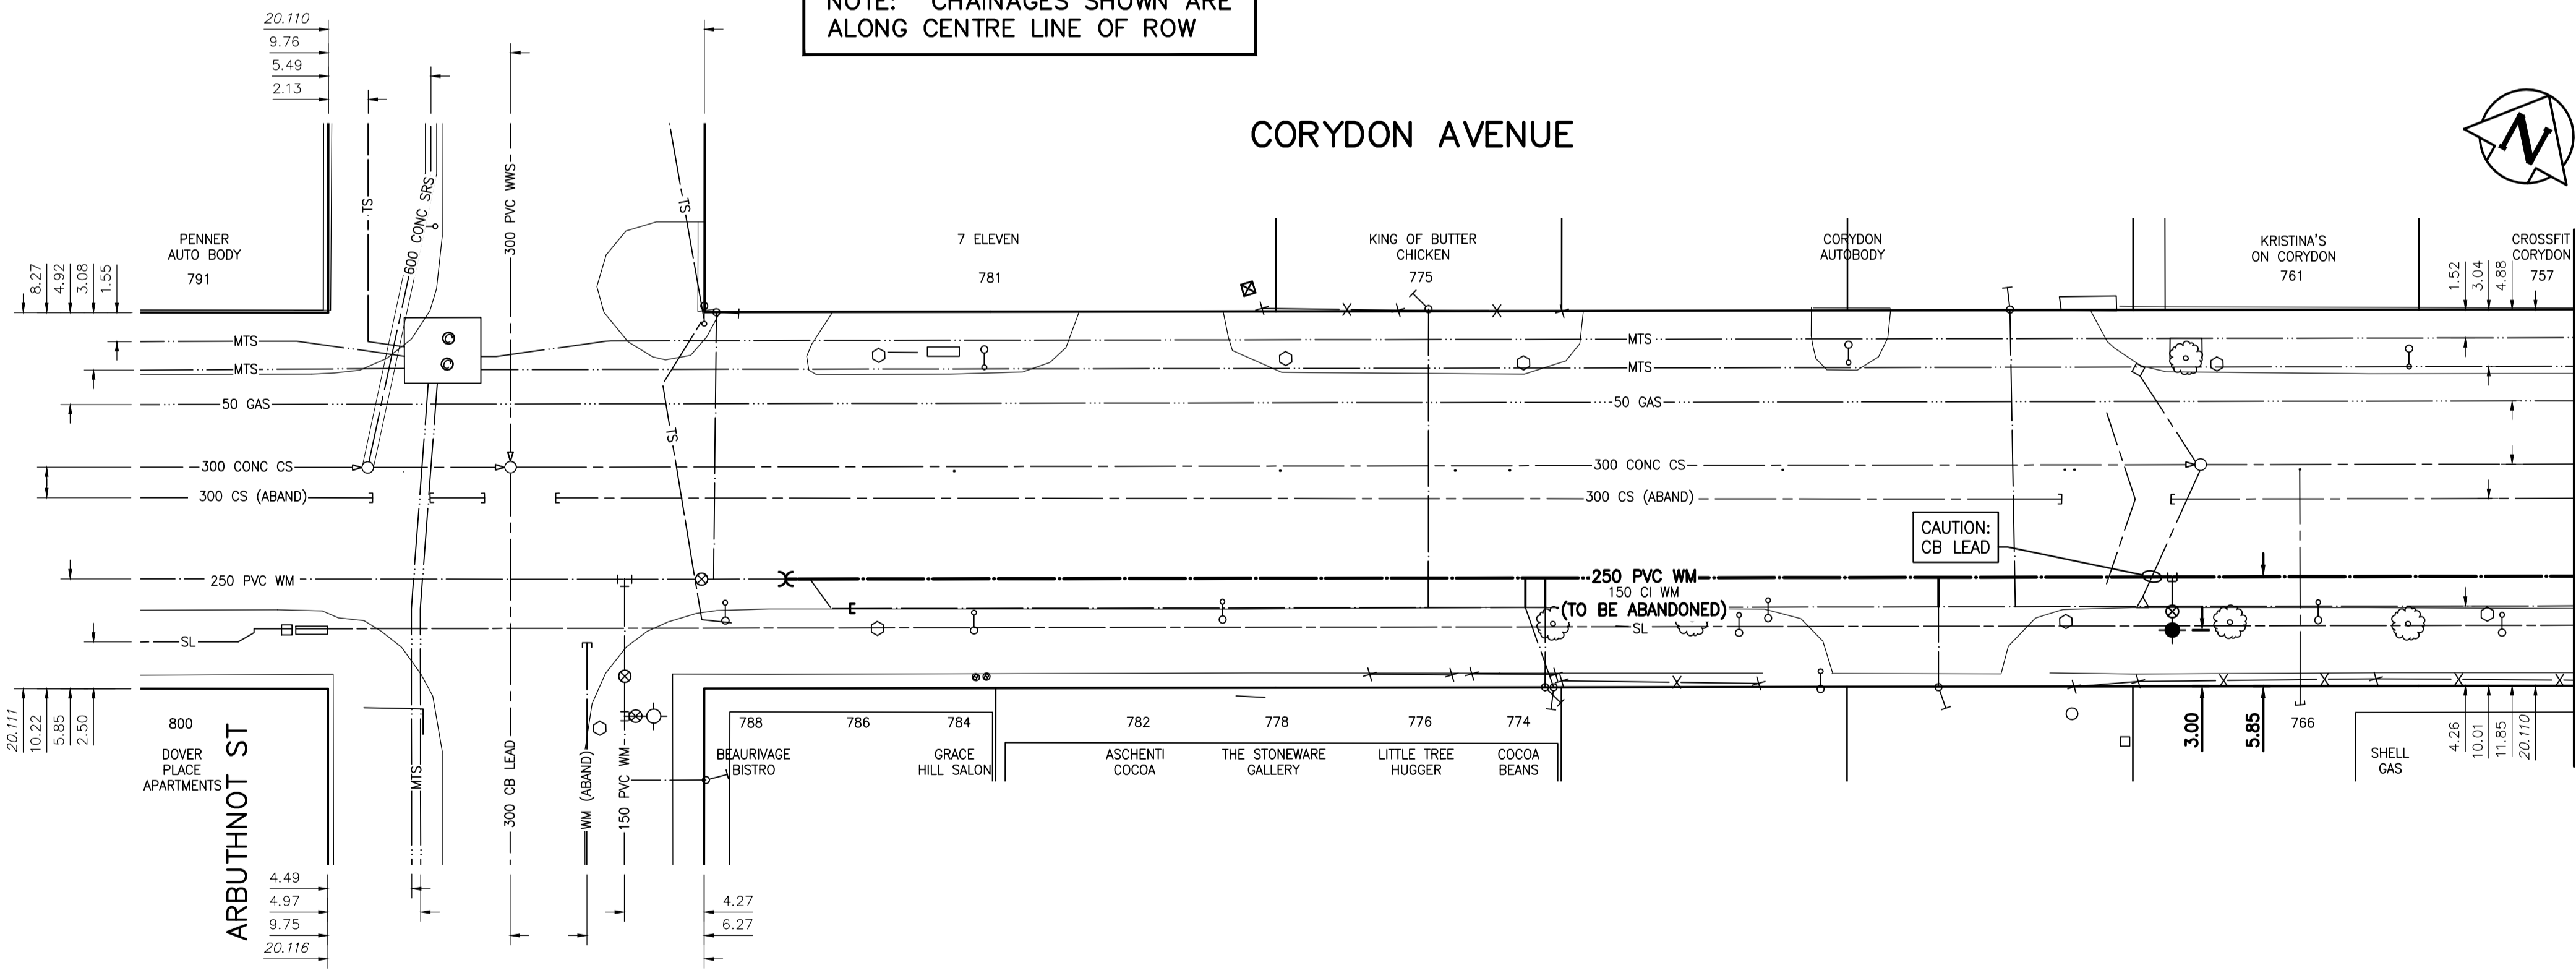 NOTE: CHAINAGES SHOWN ARE
ALONG CENTRE LINE OF ROW
CORYDON AVENUE
N
20.110
9.76
5.49
2.13
TS
600 CONC SRS
300 PVC WWS
TS
PENNER
AUTO BODY
791
7 ELEVEN
781
KING OF BUTTER
CHICKEN
775
CORYDON
AUTOBODY
KRISTINA'S
ON CORYDON
761
CROSSFIT
CORYDON
757
8.27
4.92
3.08
1.55
1.52
3.04
4.88
MTS
MTS
MTS
MTS
50 GAS
50 GAS
TS
300 CONC CS
300 CONC CS
300 CS (ABAND)
300 CS (ABAND)
CAUTION:
CB LEAD
250 PVC WM
250 PVC WM
150 CI WM
(TO BE ABANDONED)
SL
SL
20.111
10.22
5.85
2.50
800
DOVER
PLACE
APARTMENTS
ARBUTHNOT ST
MTS
300 CB LEAD
WM (ABAND)
150 PVC WM
788
BEAURIVAGE
BISTRO
786
784
GRACE
HILL SALON
782
ASCHENTI
COCOA
778
THE STONEWARE
GALLERY
776
LITTLE TREE
HUGGER
774
COCOA
BEANS
3.00
5.85
766
SHELL
GAS
4.26
10.01
11.85
20.110
4.49
4.97
9.75
20.116
4.27
6.27